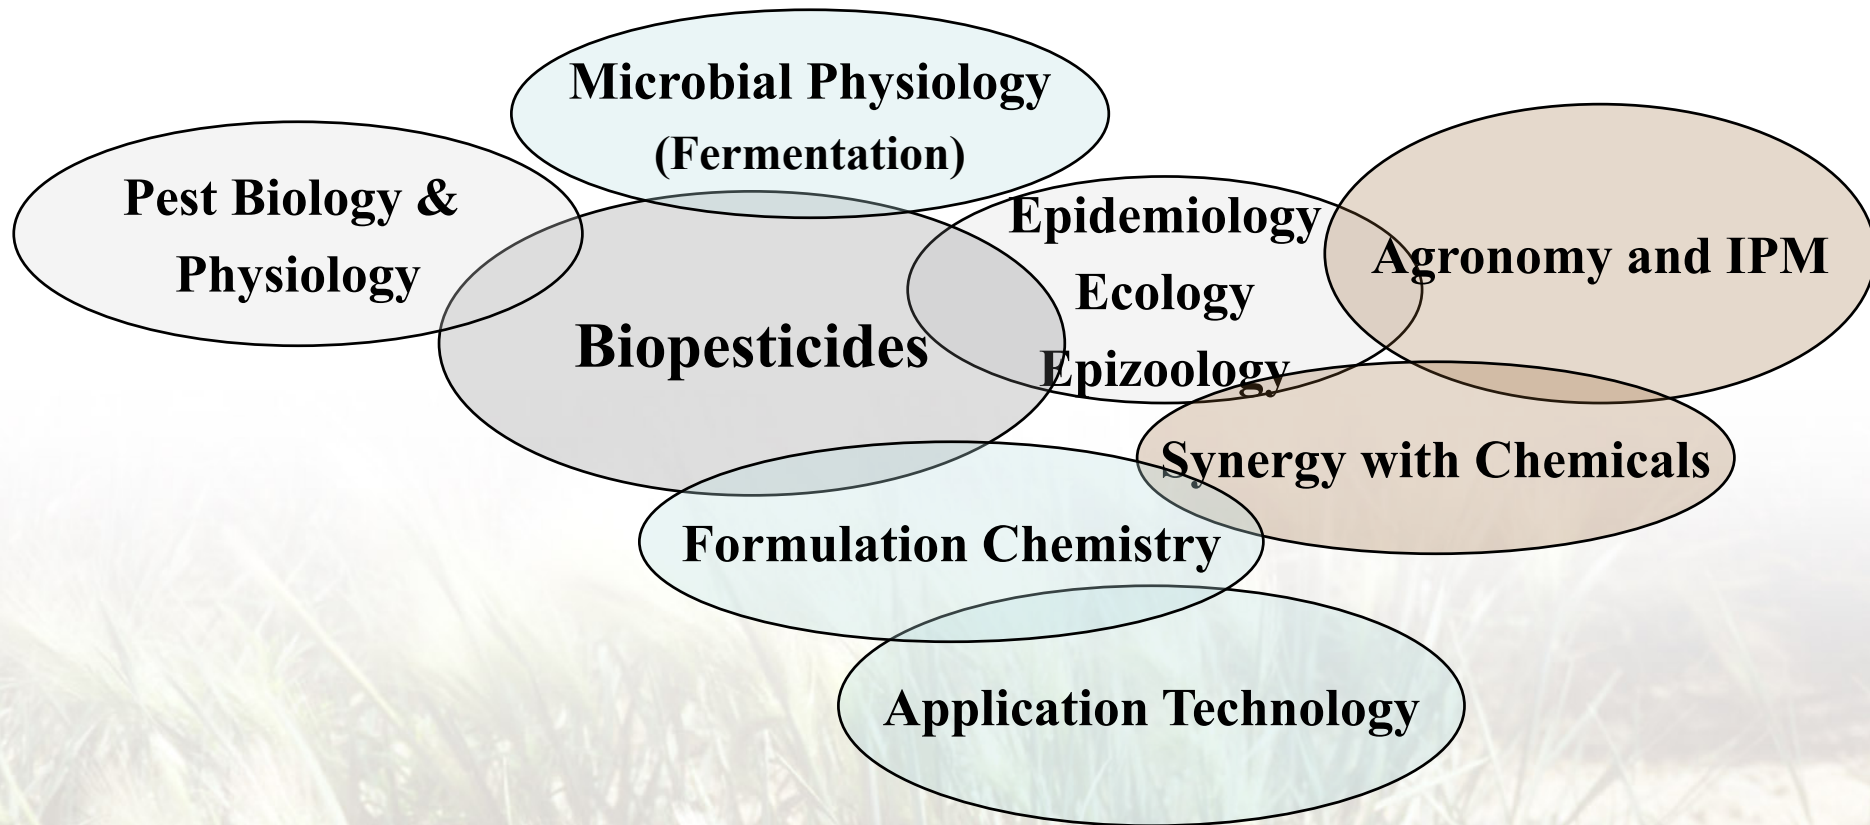 Microbial Physiology
(Fermentation)
Pest Biology &
Physiology
Epidemiology
Ecology
Epizoology
Agronomy and IPM
Biopesticides
Synergy with Chemicals
Formulation Chemistry
Application Technology